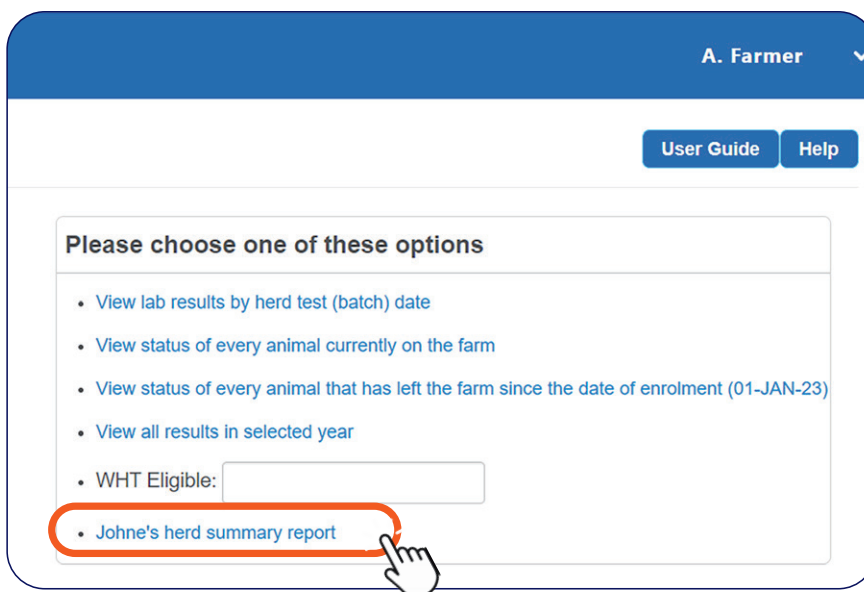 A. Farmer
User Guide Help
Please choose one of these options
• View lab results by herd test (batch) date
• View status of every animal currently on the farm
• View status of every animal that has left the farm since the date of enrolment (01-JAN-23)
• View all results in selected year
• WHT Eligible:
• Johne's herd summary report